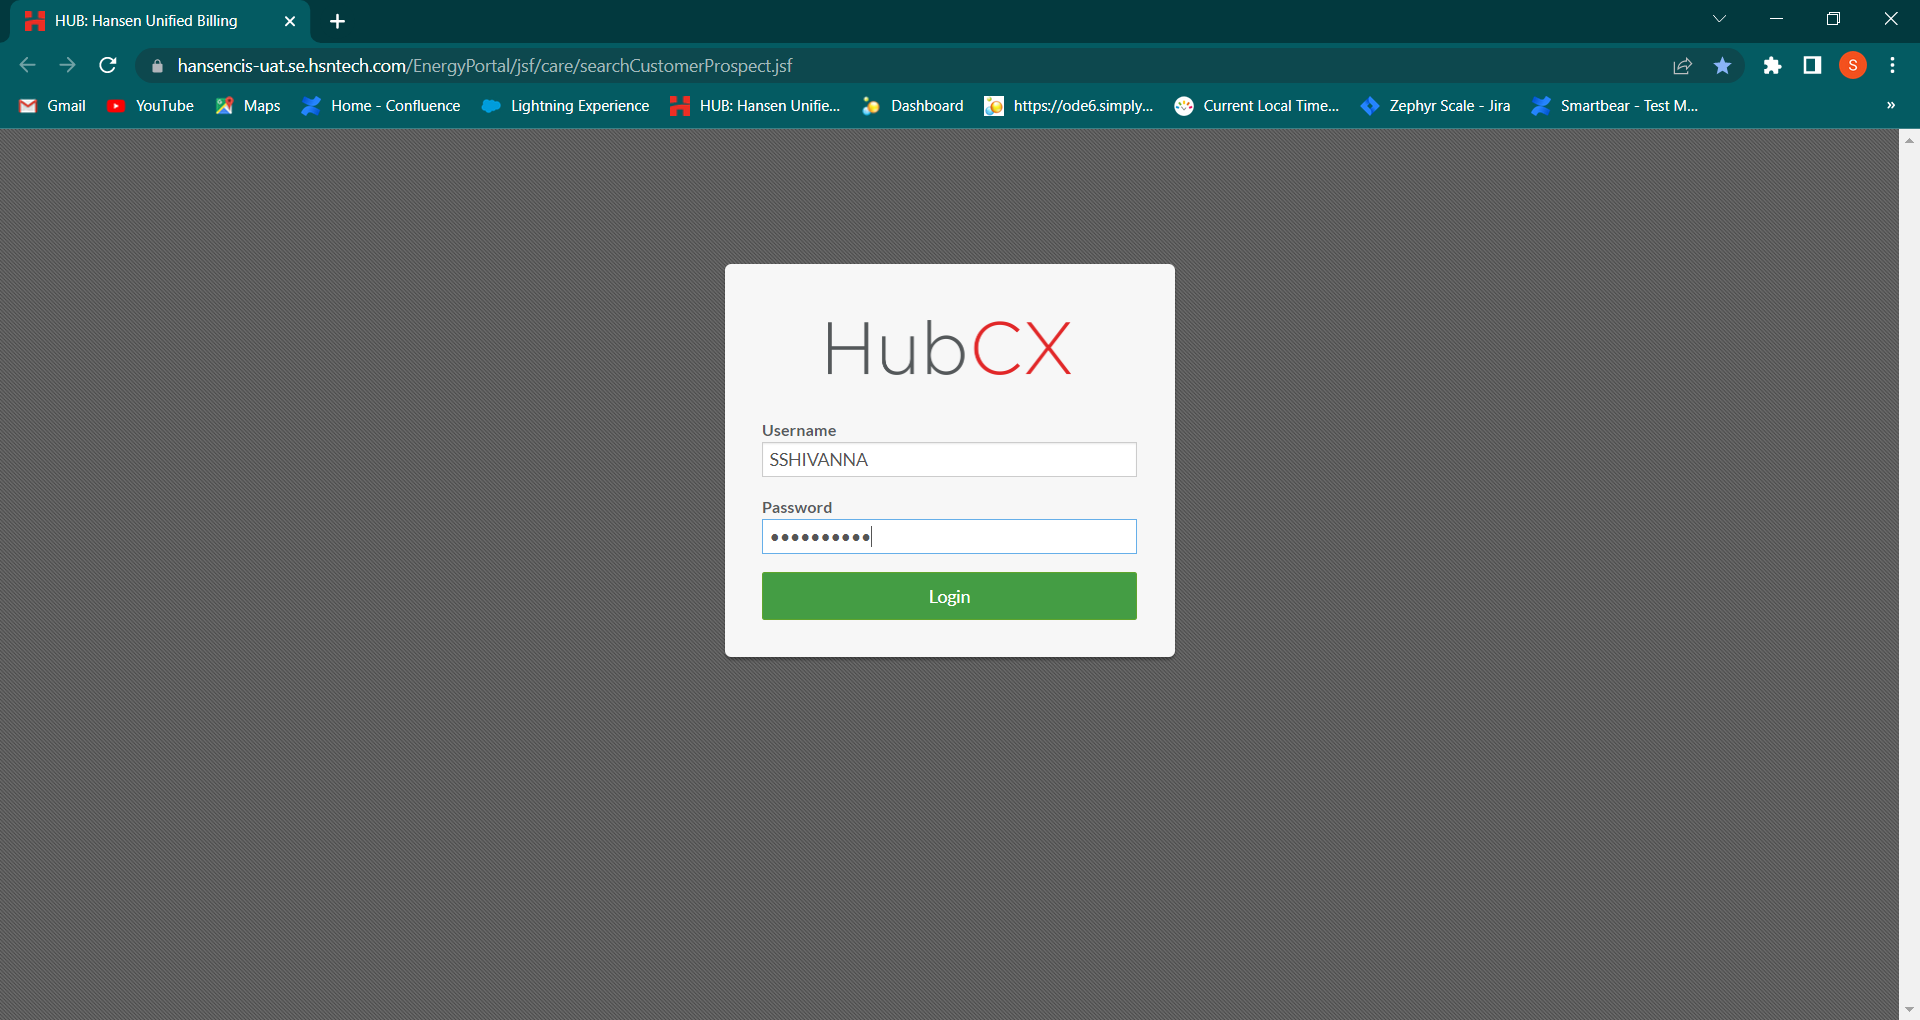 HUB: Hansen Unified Billing
hansencis-uat.se.hsntech.com/EnergyPortal/jsf/care/searchCustomerProspect.jsf
S
Gmail YouTube Maps Home - Confluence Lightning Experience HUB: Hansen Unifie... Dashboard https://ode6.simply... Current Local Time... Zephyr Scale - Jira Smartbear - Test M... »
HubCX
Username
SSHIVANNA
Password
••••••••••
Login